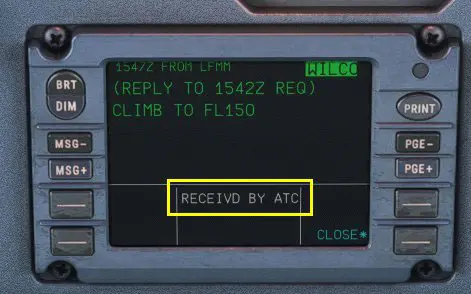 1547Z FROM LFMM WILCO
(REPLY TO 1542Z REQ)
CLIMB TO FL150
RECEIVD BY ATC
CLOSE*
BRT
DIM
MSG-
MSG+
PRINT
PGE-
PGE+